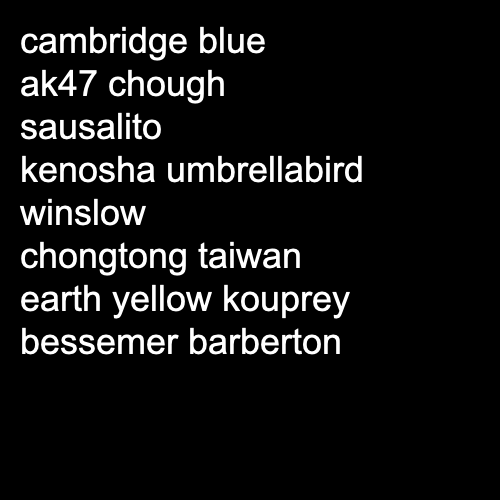 cambridge blue
ak47 chough
sausalito
kenosha umbrellabird
winslow
chongtong taiwan
earth yellow kouprey
bessemer barberton